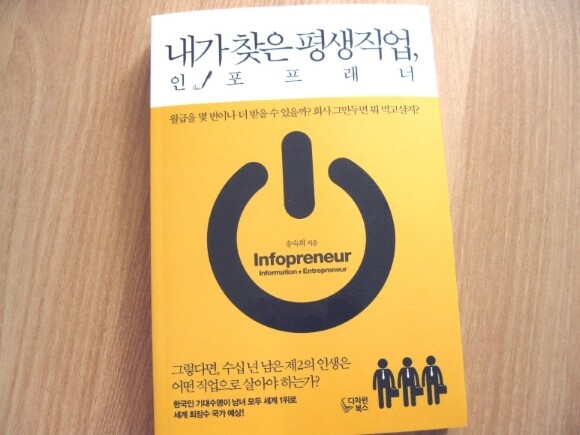 내가 찾은 평생직업,
인포프래너
월급을 몇 번이나 더 받을 수 있을까? 회사 그만두면 뭐 먹고살지?
송숙희 지음
Infopreneur
Information + Entrepreneur
그렇다면, 수십 년 남은 제2의 인생은
어떤 직업으로 살아야 하는가?
한국인 기대수명이 남녀 모두 세계 1위로
세계 최장수 국가 예상!
디차원
북스